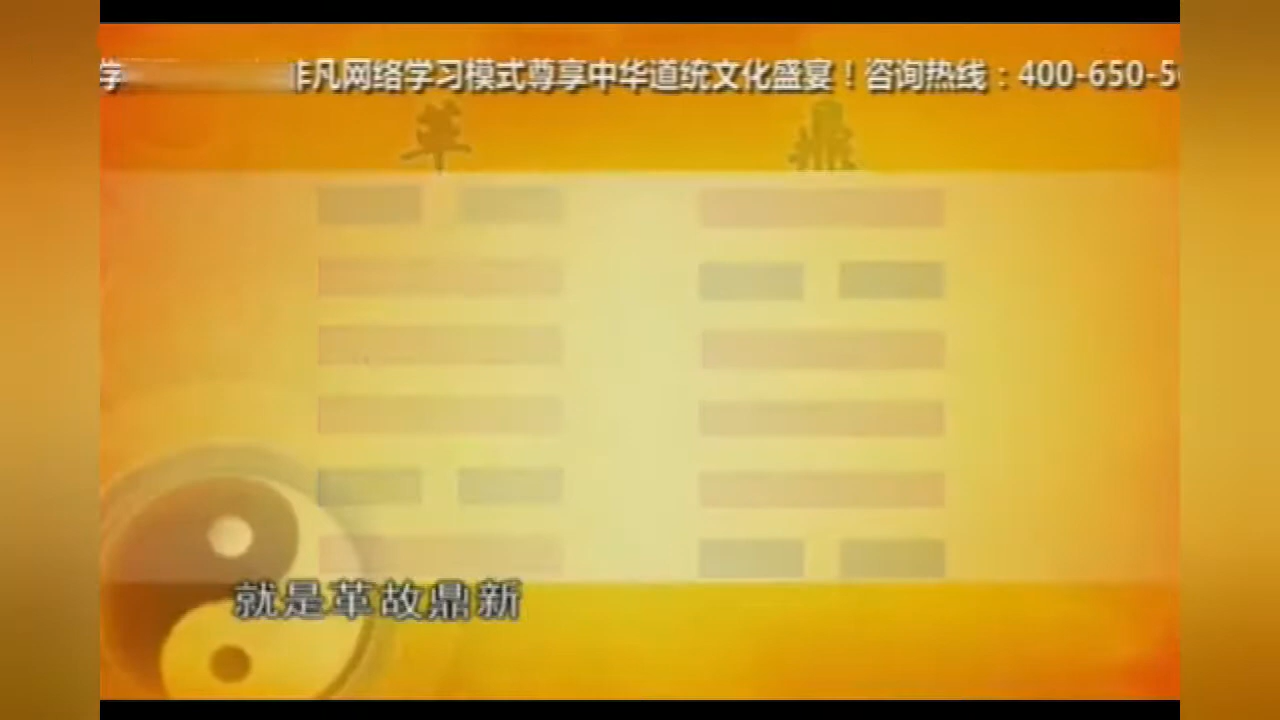 学
非凡网络学习模式尊享中华道统文化盛宴！咨询热线：400-650-5
革 鼎
就是革故鼎新